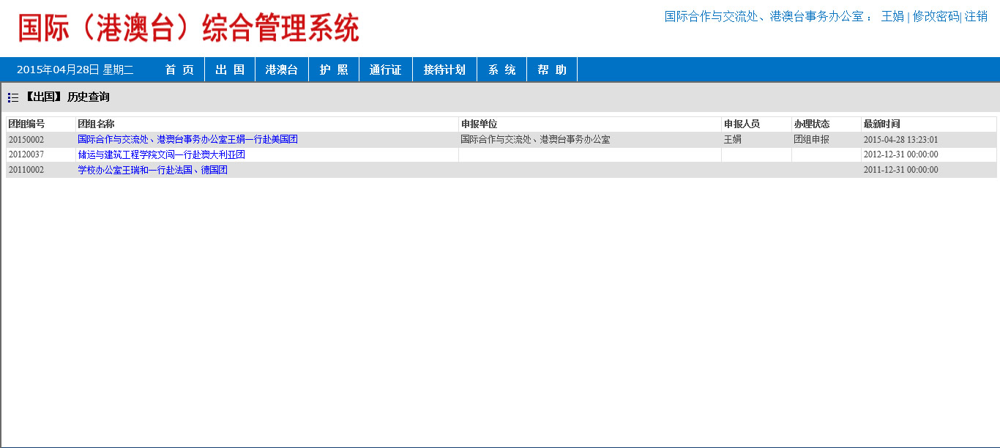 国际（港澳台）综合管理系统
国际合作与交流处、港澳台事务办公室： 王娟 | 修改密码| 注销
2015年04月28日 星期二 首 页 出 国 港澳台 护 照 通行证 接待计划 系 统 帮 助
【出国】历史查询
团组编号 团组名称 申报单位 申报人员 办理状态 最新时间
20150002 国际合作与交流处、港澳台事务办公室王娟一行赴美国团 国际合作与交流处、港澳台事务办公室 王娟 团组申报 2015-04-28 13:23:01
20120037 储运与建筑工程学院文闯一行赴澳大利亚团 2012-12-31 00:00:00
20110002 学校办公室王瑞和一行赴法国、德国团 2011-12-31 00:00:00